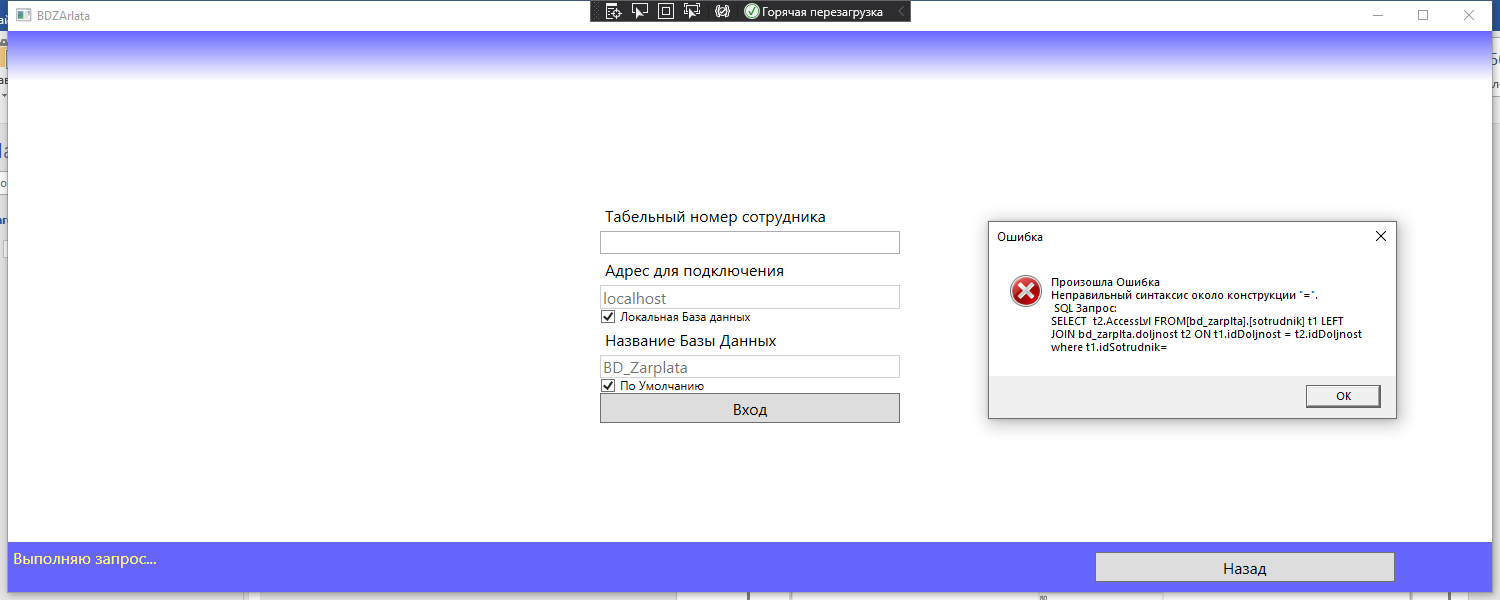 BDZArlata
Горячая перезагрузка
Табельный номер сотрудника
Адрес для подключения
localhost
Локальная База данных
Название Базы Данных
BD_Zarplata
По Умолчанию
Вход
Ошибка
Произошла Ошибка
Неправильный синтаксис около конструкции "=".
SQL Запрос:
SELECT t2.AccessLvl FROM[bd_zarplta].[sotrudnik] t1 LEFT
JOIN bd_zarplta.doljnost t2 ON t1.idDoljnost = t2.idDoljnost
where t1.idSotrudnik=
OK
Выполняю запрос...
Назад